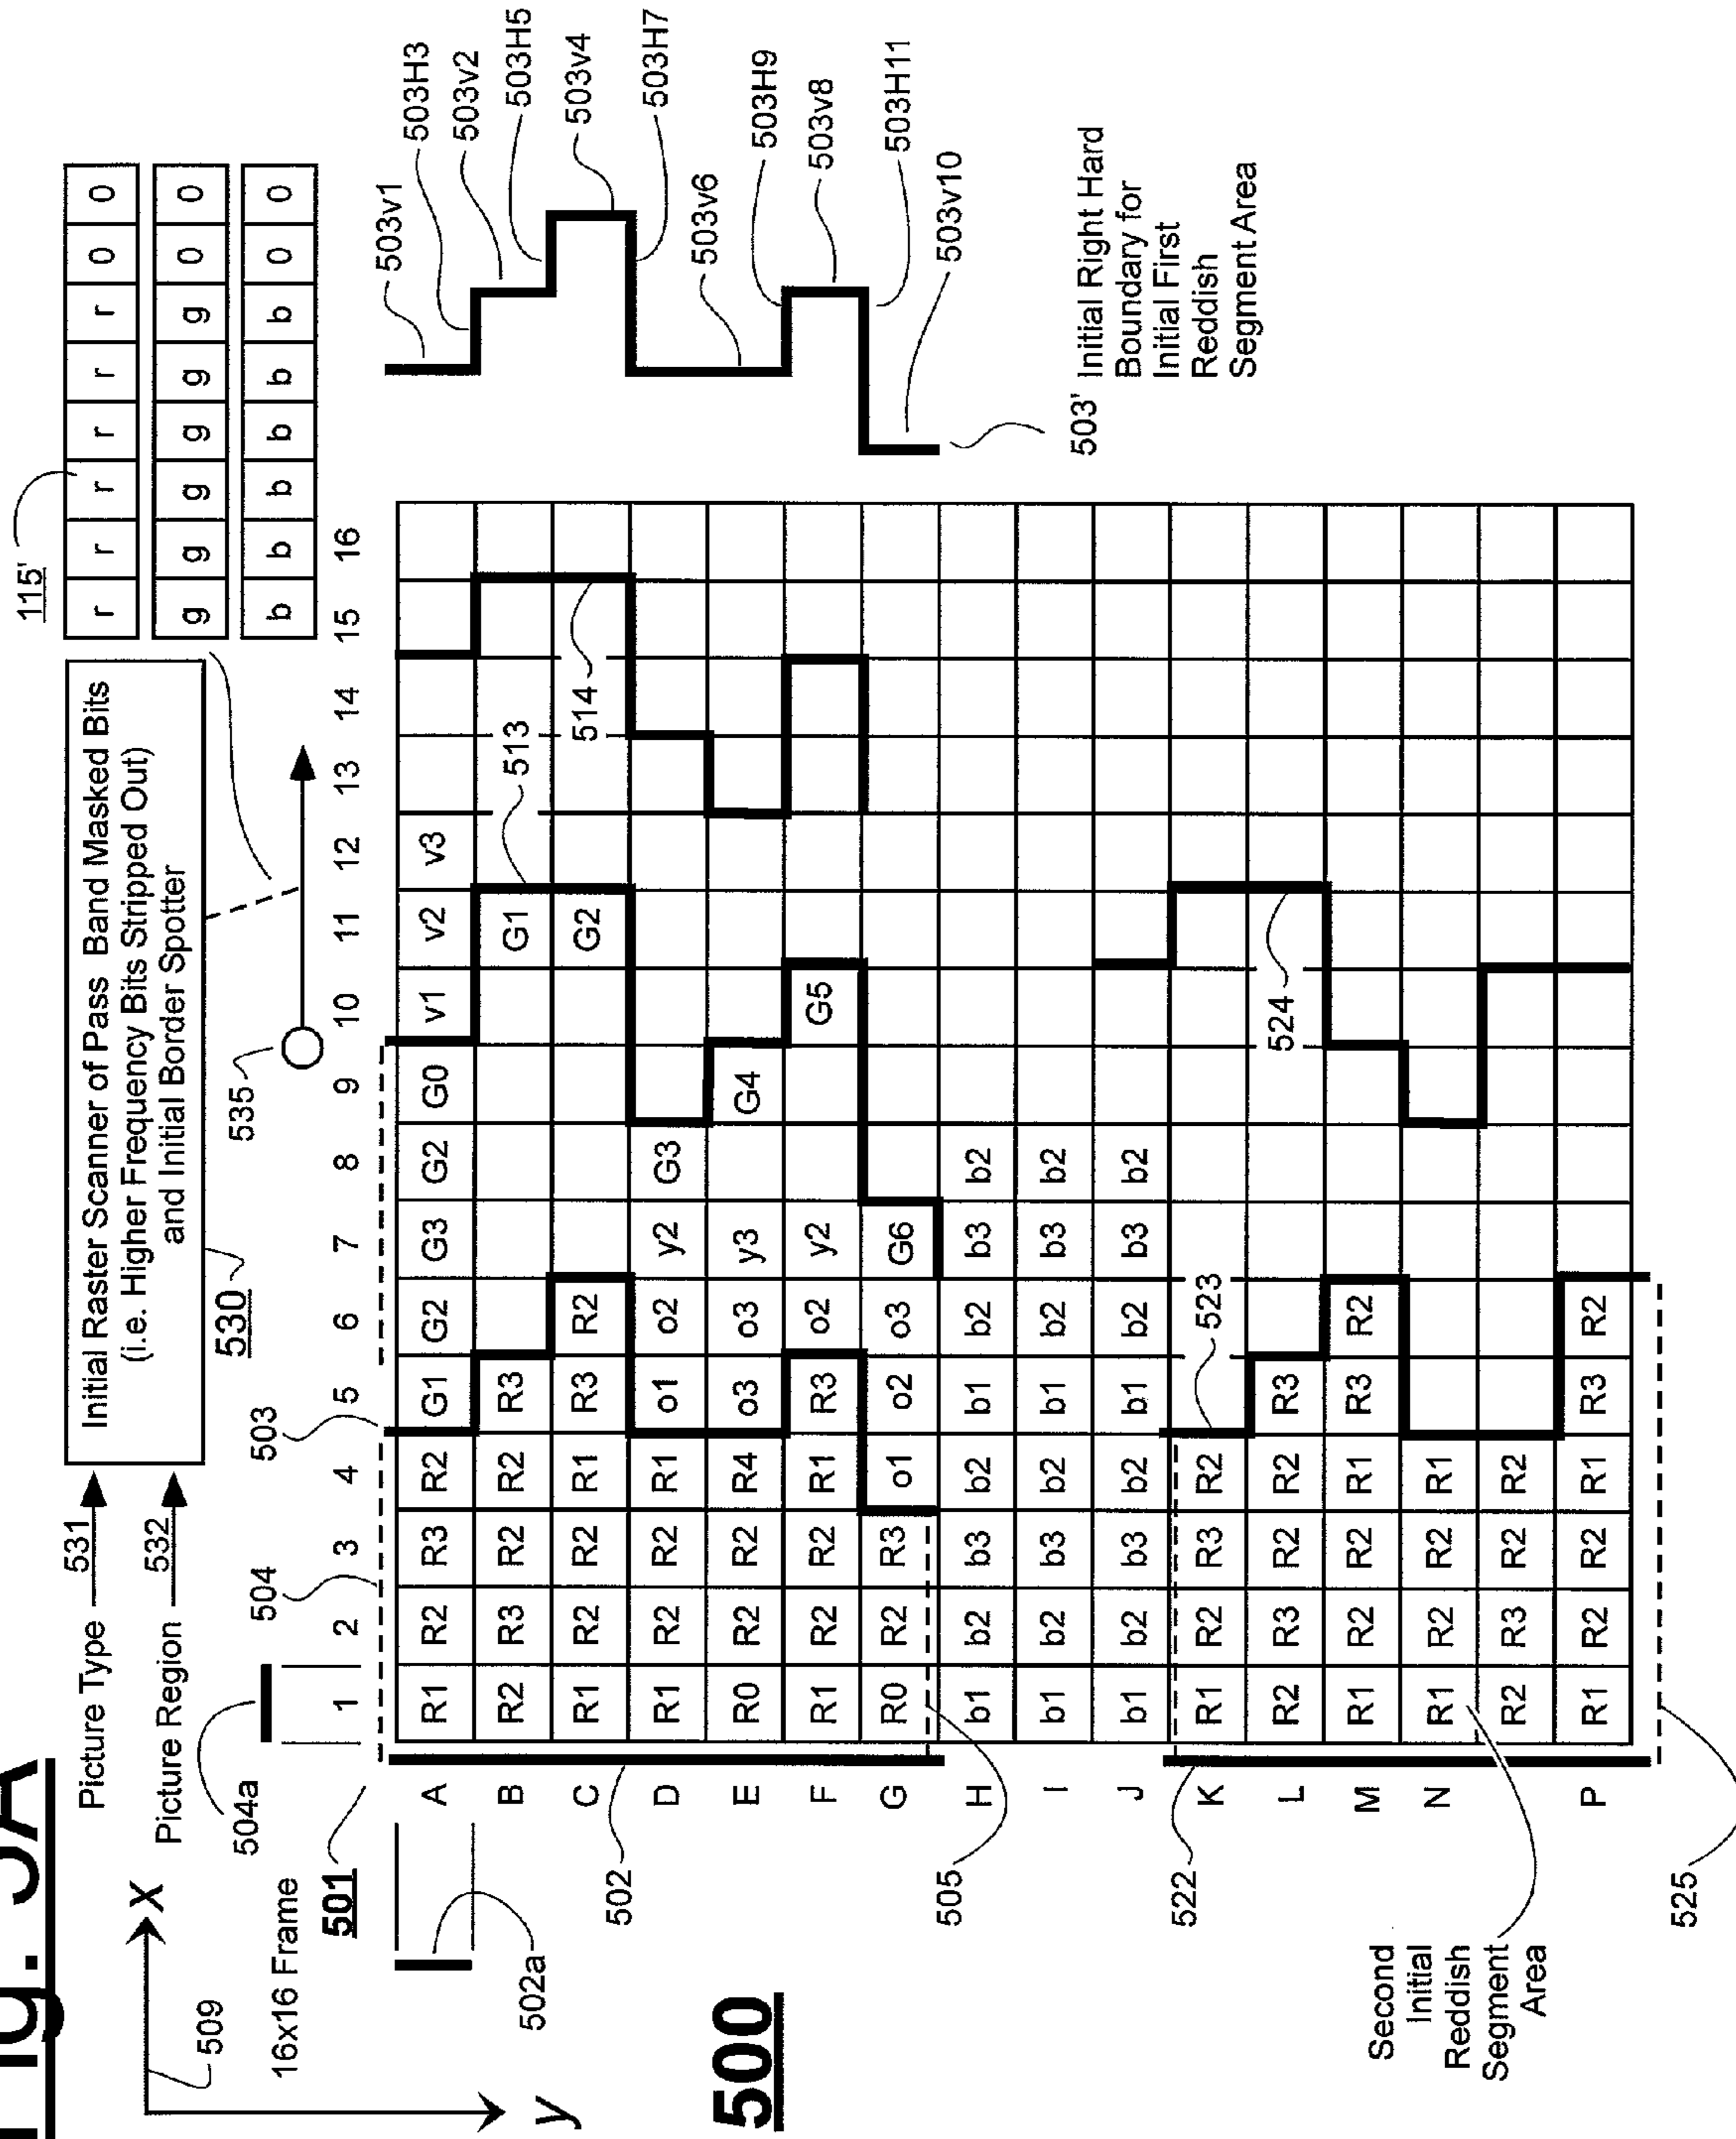 Fig. 5A
115'
Picture Type 531
Picture Region 532
Initial Raster Scanner of Pass Band Masked Bits
(i.e. Higher Frequency Bits Stripped Out)
and Initial Border Spotter
530
r r r r r r 0 0
g g g g g g 0 0
b b b b b b 0 0
x
509
y
504a
504
503
535
16x16 Frame
501
1 2 3 4 5 6 7 8 9 10 11 12 13 14 15 16
A R1 R2 R3 R2 G1 G2 G3 G2 G0 v1 v2 v3
B R2 R3 R2 R2 R3 G1 513
C R1 R2 R2 R1 R3 R2 G2 514
D R1 R2 R2 R1 o1 o2 y2 G3
E R0 R2 R2 R4 o3 o3 y3 G4
F R1 R2 R2 R1 R3 o2 y2 G5
G R0 R2 R3 o1 o2 o3 G6
H b1 b2 b3 b2 b1 b2 b3 b2
I b1 b2 b3 b2 b1 b2 b3 b2
J b1 b2 b3 b2 b1 b2 b3 b2
K R1 R2 R3 R2 523
L R2 R3 R2 R2 R3 524
M R1 R2 R2 R1 R3 R2
N R1 R2 R2 R1
R2 R3 R2 R2
P R1 R2 R2 R1 R3 R2
502a
502
500
505
522
525
Second
Initial
Reddish
Segment
Area
503v1
503H3
503v2
503H5
503v4
503H7
503v6
503H9
503v8
503H11
503v10
503' Initial Right Hard
Boundary for
Initial First
Reddish
Segment Area